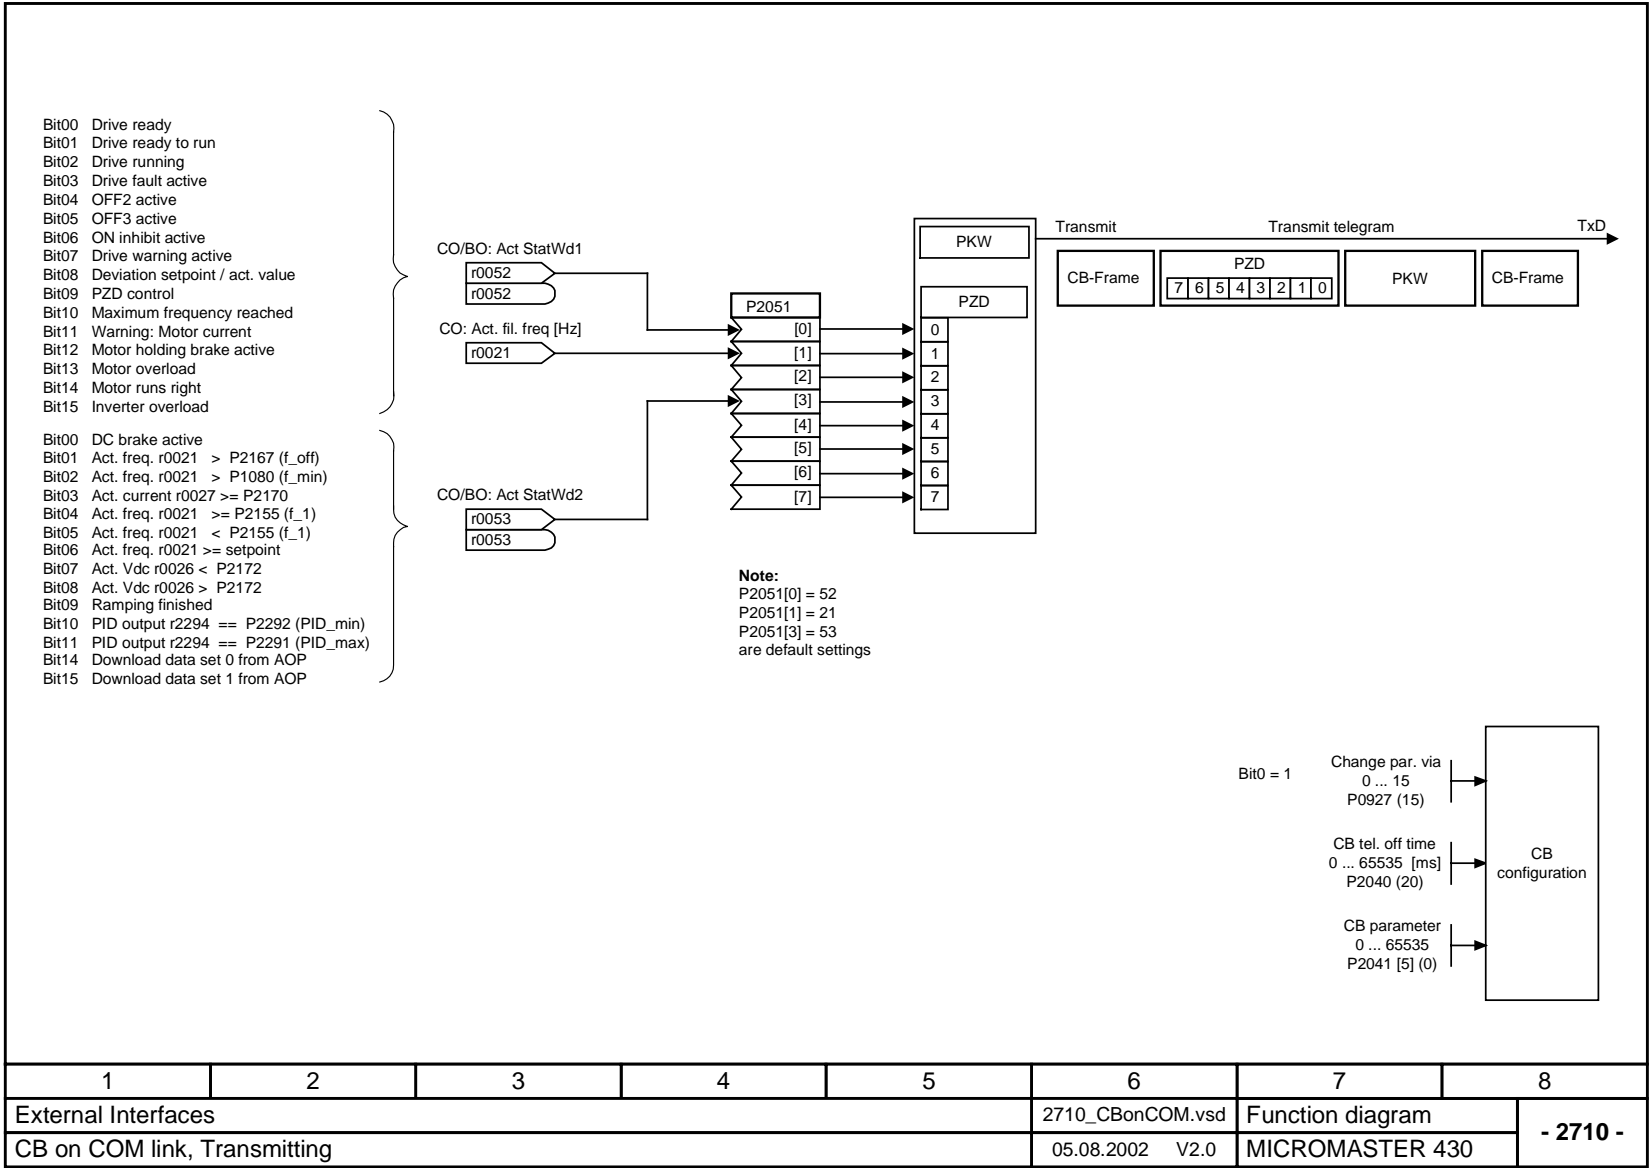 Bit00 Drive ready
Bit01 Drive ready to run
Bit02 Drive running
Bit03 Drive fault active
Bit04 OFF2 active
Bit05 OFF3 active
Bit06 ON inhibit active
Bit07 Drive warning active
Bit08 Deviation setpoint / act. value
Bit09 PZD control
Bit10 Maximum frequency reached
Bit11 Warning: Motor current
Bit12 Motor holding brake active
Bit13 Motor overload
Bit14 Motor runs right
Bit15 Inverter overload
Bit00 DC brake active
Bit01 Act. freq. r0021 > P2167 (f_off)
Bit02 Act. freq. r0021 > P1080 (f_min)
Bit03 Act. current r0027 >= P2170
Bit04 Act. freq. r0021 >= P2155 (f_1)
Bit05 Act. freq. r0021 < P2155 (f_1)
Bit06 Act. freq. r0021 >= setpoint
Bit07 Act. Vdc r0026 < P2172
Bit08 Act. Vdc r0026 > P2172
Bit09 Ramping finished
Bit10 PID output r2294 == P2292 (PID_min)
Bit11 PID output r2294 == P2291 (PID_max)
Bit14 Download data set 0 from AOP
Bit15 Download data set 1 from AOP
CO/BO: Act StatWd1
r0052
r0052
CO: Act. fil. freq [Hz]
r0021
CO/BO: Act StatWd2
r0053
r0053
P2051
[0]
[1]
[2]
[3]
[4]
[5]
[6]
[7]
Note:
P2051[0] = 52
P2051[1] = 21
P2051[3] = 53
are default settings
PKW
PZD
0
1
2
3
4
5
6
7
Transmit Transmit telegram TxD
CB-Frame
PZD
7 6 5 4 3 2 1 0
PKW
CB-Frame
Bit0 = 1
Change par. via
0 ... 15
P0927 (15)
CB tel. off time
0 ... 65535 [ms]
P2040 (20)
CB parameter
0 ... 65535
P2041 [5] (0)
CB
configuration
1 2 3 4 5 6 7 8
External Interfaces
2710_CBonCOM.vsd
Function diagram
- 2710 -
CB on COM link, Transmitting
05.08.2002 V2.0
MICROMASTER 430